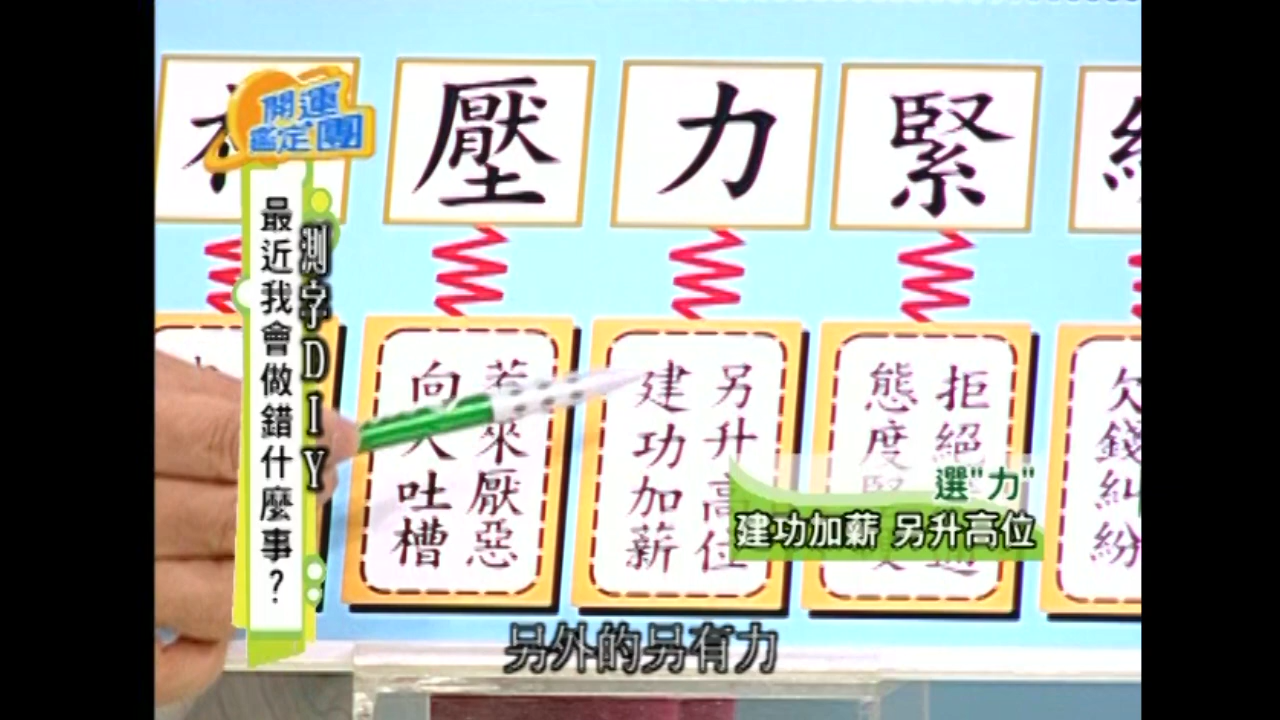 開運
鑑定團
測字DIY
最近我會做錯什麼事?
壓
力
緊
惹來厭惡
向人吐槽
另升高位
建功加薪
拒絕
態度
欠錢糾紛
選"力"
建功加薪 另升高位
另外的另有力